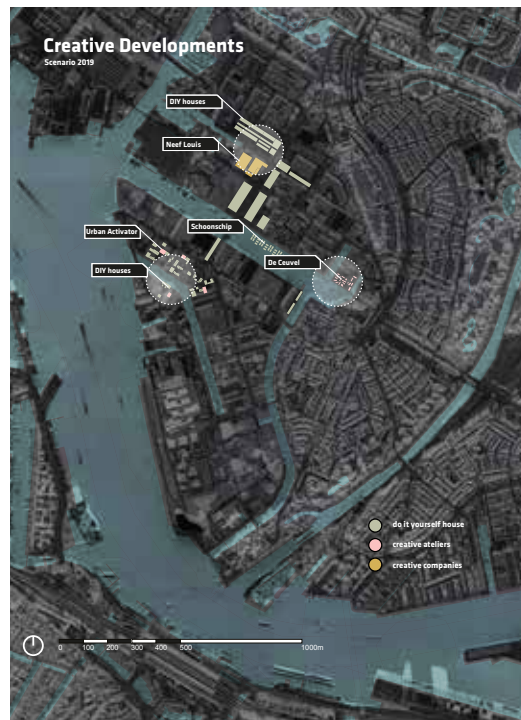 Creative Developments
Scenario 2019
DIY houses
Neef Louis
Schoonschip
Urban Activator
De Ceuvel
DIY houses
do it yourself house
creative ateliers
creative companies
0 100 200 300 400 500 1000m